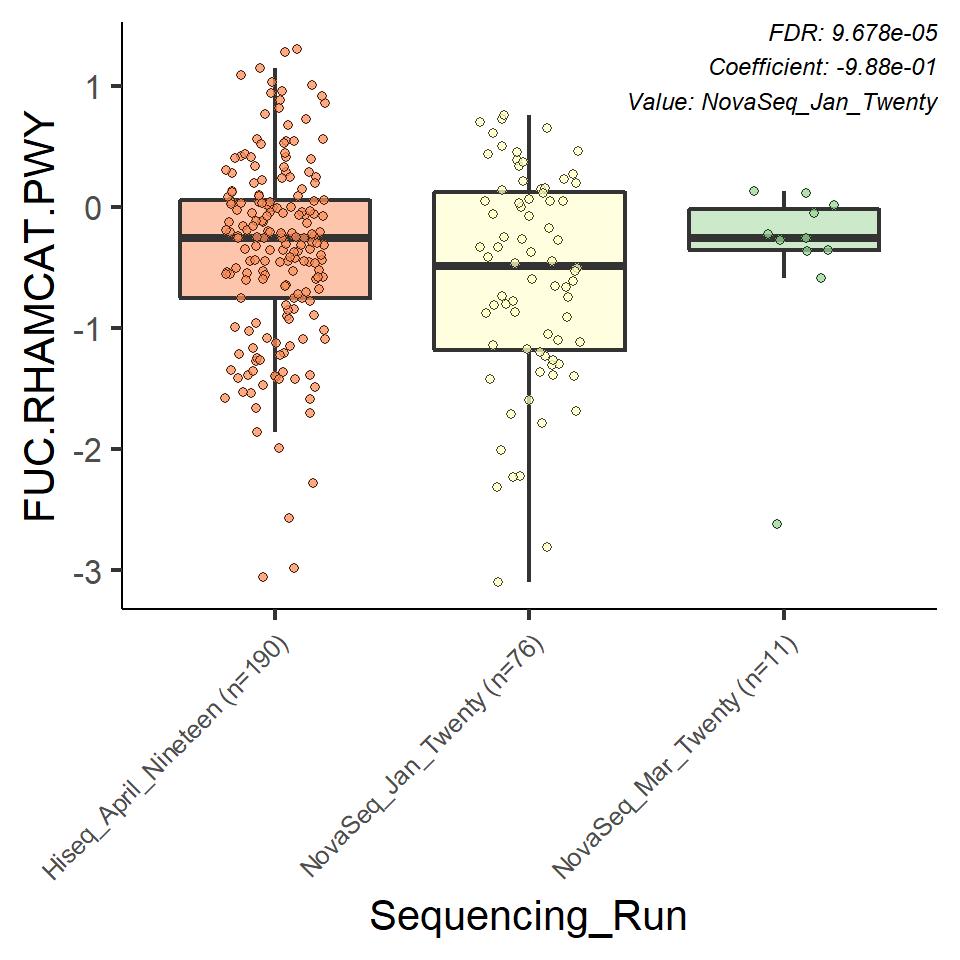 FDR: 9.678e-05
Coefficient: -9.88e-01
Value: NovaSeq_Jan_Twenty
FUC.RHAMCAT.PWY
1
0
-1
-2
-3
Hiseq_April_Nineteen (n=190)
NovaSeq_Jan_Twenty (n=76)
NovaSeq_Mar_Twenty (n=11)
Sequencing_Run